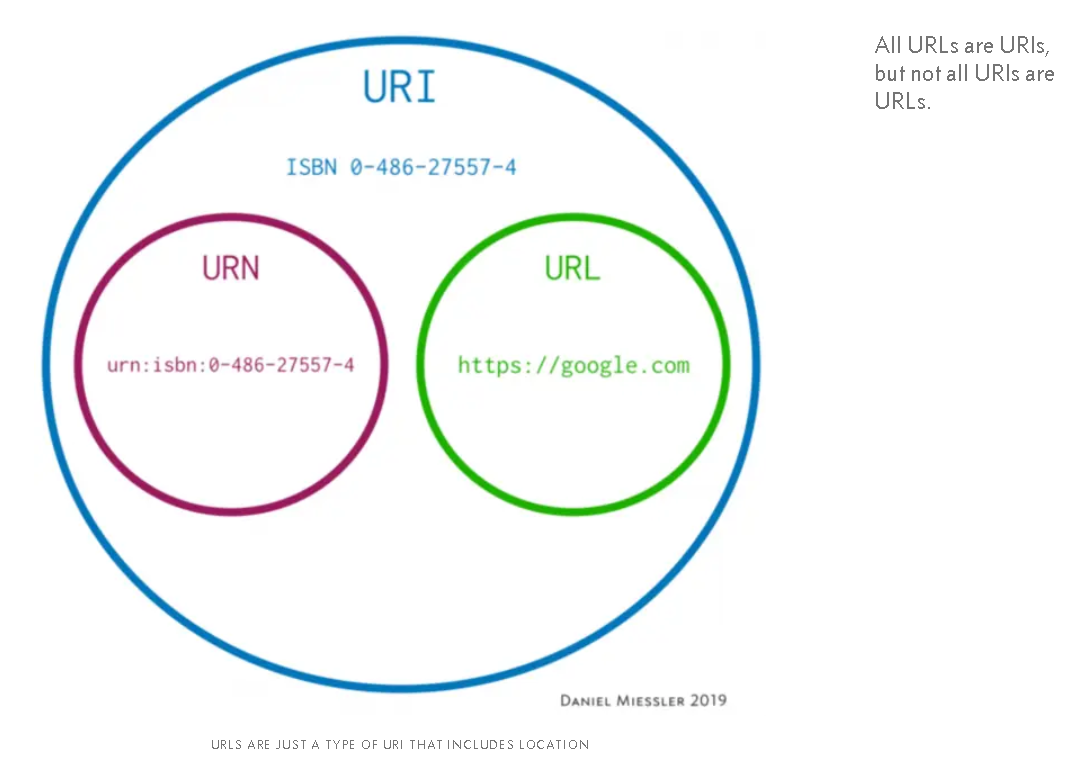 URI
ISBN 0-486-27557-4
URN
URL
urn:isbn:0-486-27557-4
https://google.com
DANIEL MIESSLER 2019
URLS ARE JUST A TYPE OF URI THAT INCLUDES LOCATION
All URLs are URIs,
but not all URIs are
URLs.